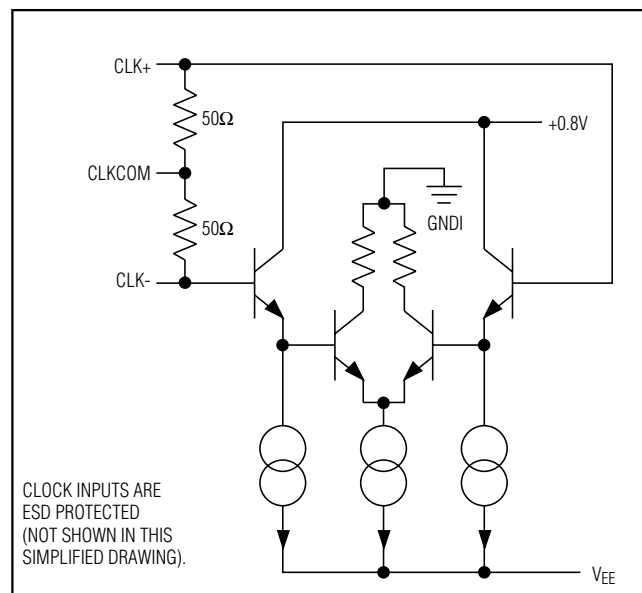 CLK+
50Ω
+0.8V
CLKCOM
GNDI
50Ω
CLK-
CLOCK INPUTS ARE
ESD PROTECTED
(NOT SHOWN IN THIS
SIMPLIFIED DRAWING).
VEE